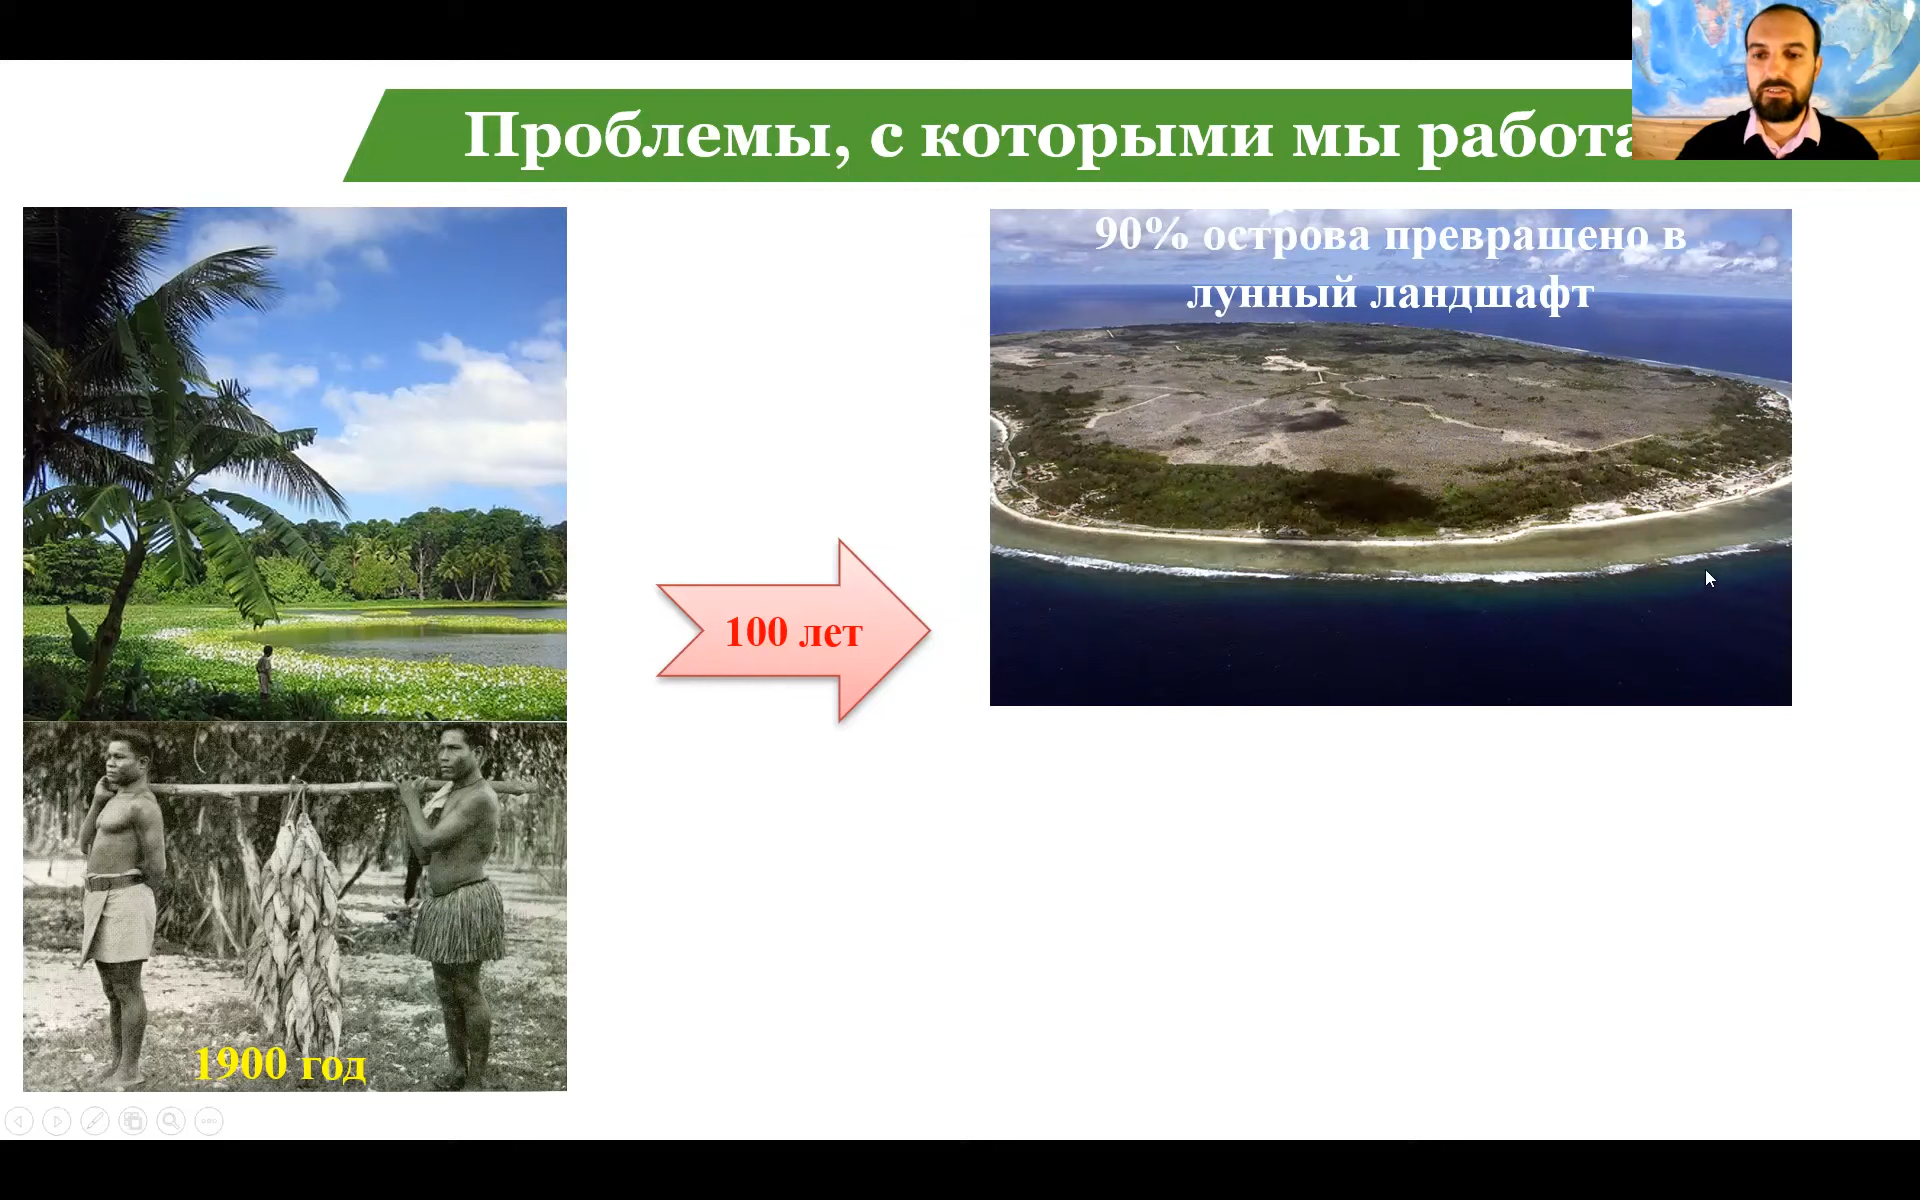 Проблемы, с которыми мы работа
90% острова превращено в
лунный ландшафт
100 лет
1900 год